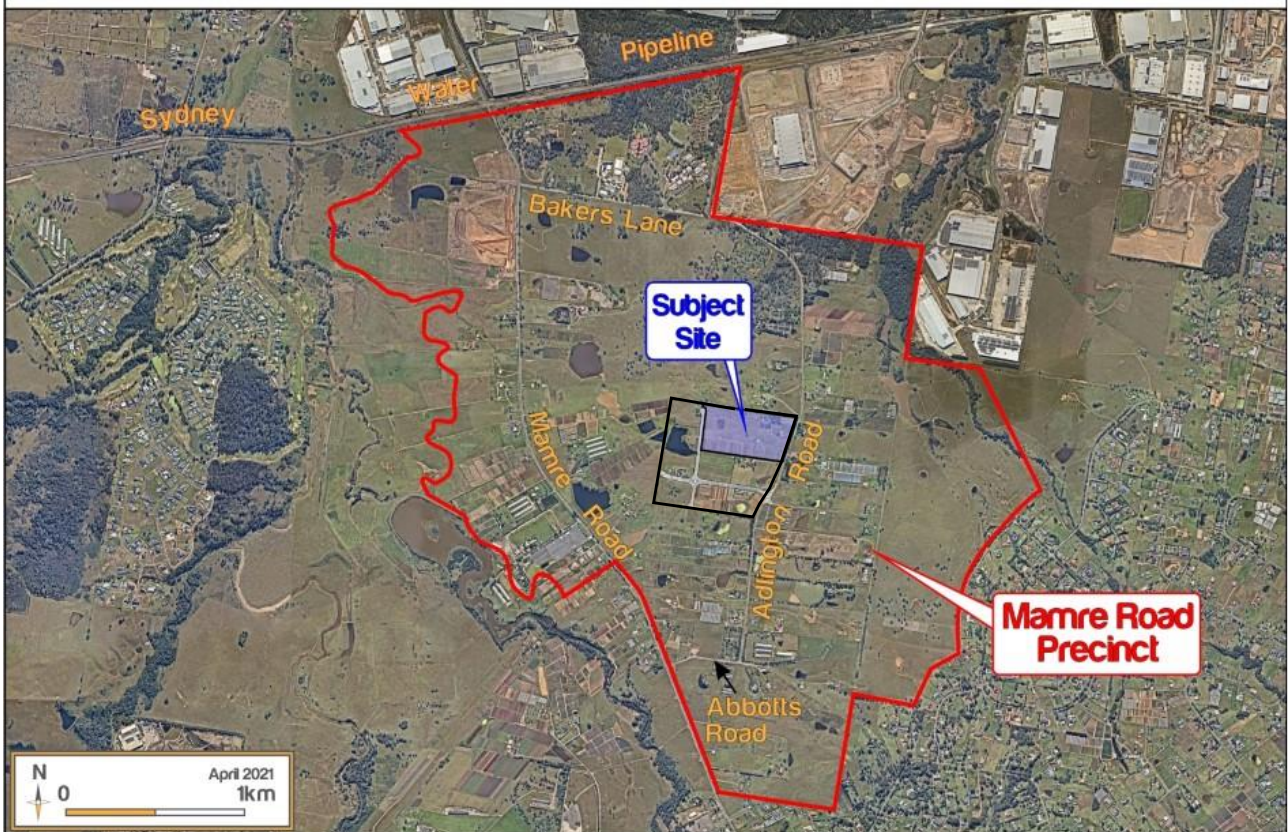 Pipeline
Water
Sydney
Bakers Lane
Subject
Site
Mamre
Road
Road
Adlington
Mamre Road
Precinct
Abbotts
Road
N
April 2021
0
1km